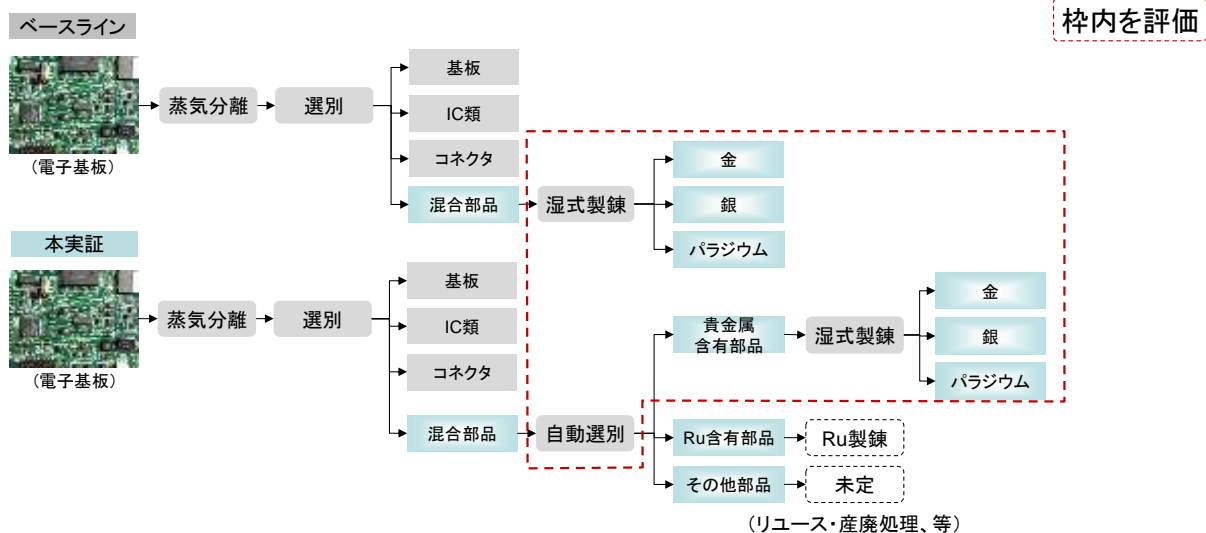 枠内を評価
ベースライン
(電子基板)
蒸気分離
選別
基板
IC類
コネクタ
混合部品
湿式製錬
金
銀
パラジウム
本実証
(電子基板)
蒸気分離
選別
基板
IC類
コネクタ
混合部品
自動選別
貴金属
含有部品
湿式製錬
金
銀
パラジウム
Ru含有部品
Ru製錬
その他部品
未定
(リユース・産廃処理、等)